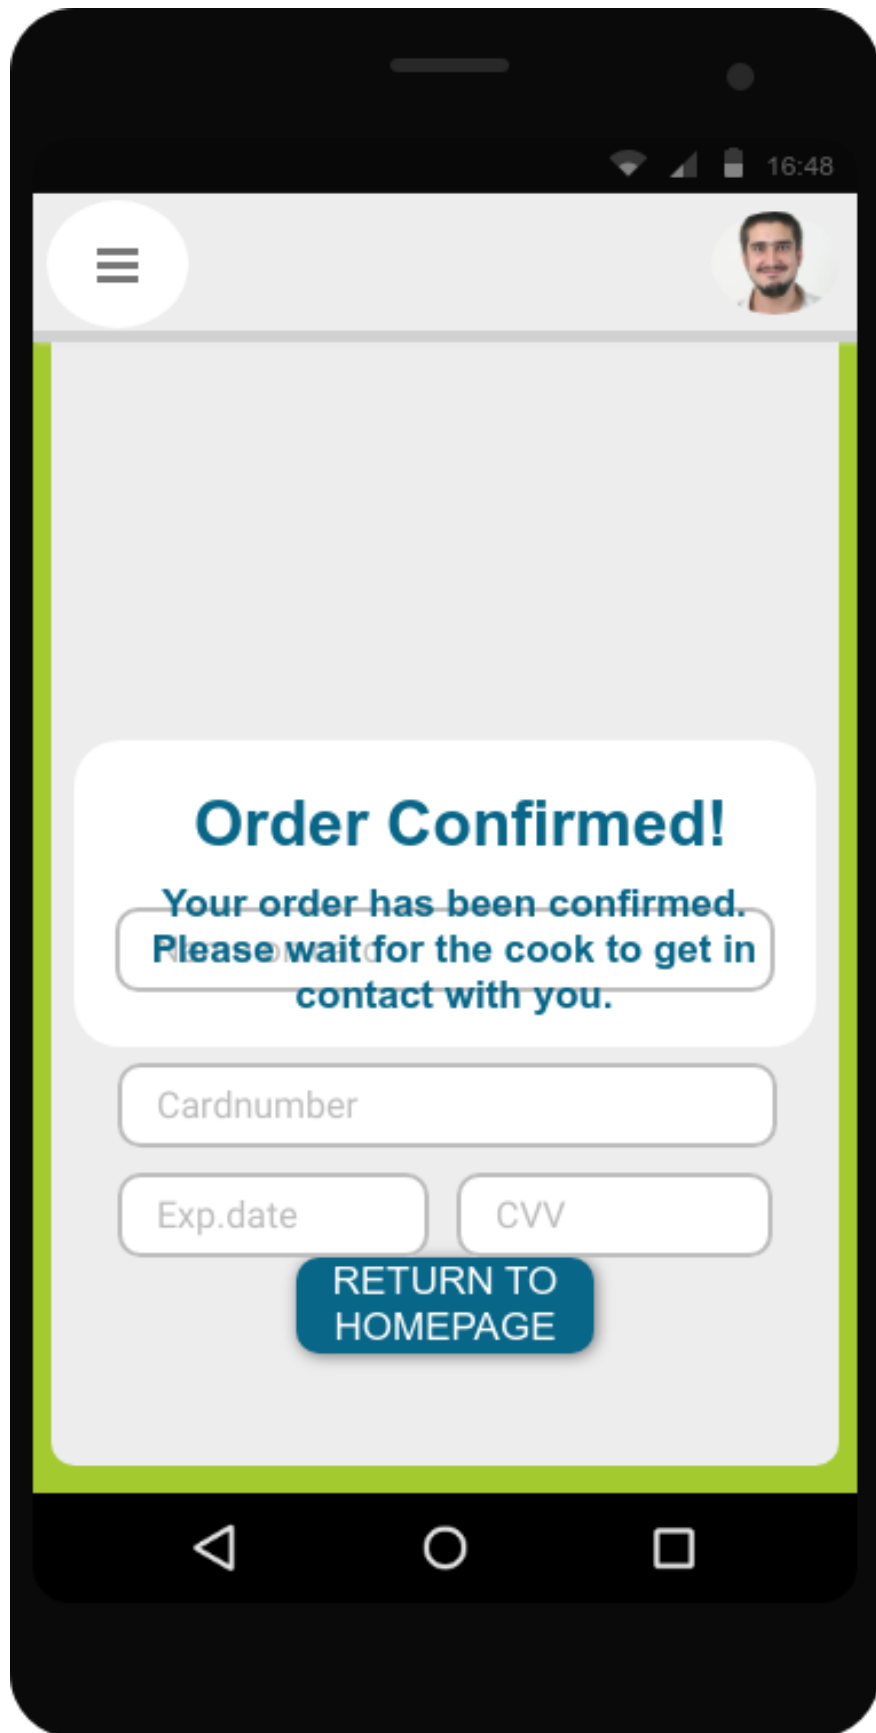 16:48
Order Confirmed!
Your order has been confirmed.
Please wait for the cook to get in
contact with you.
Cardnumber
Exp.date CVV
RETURN TO
HOMEPAGE